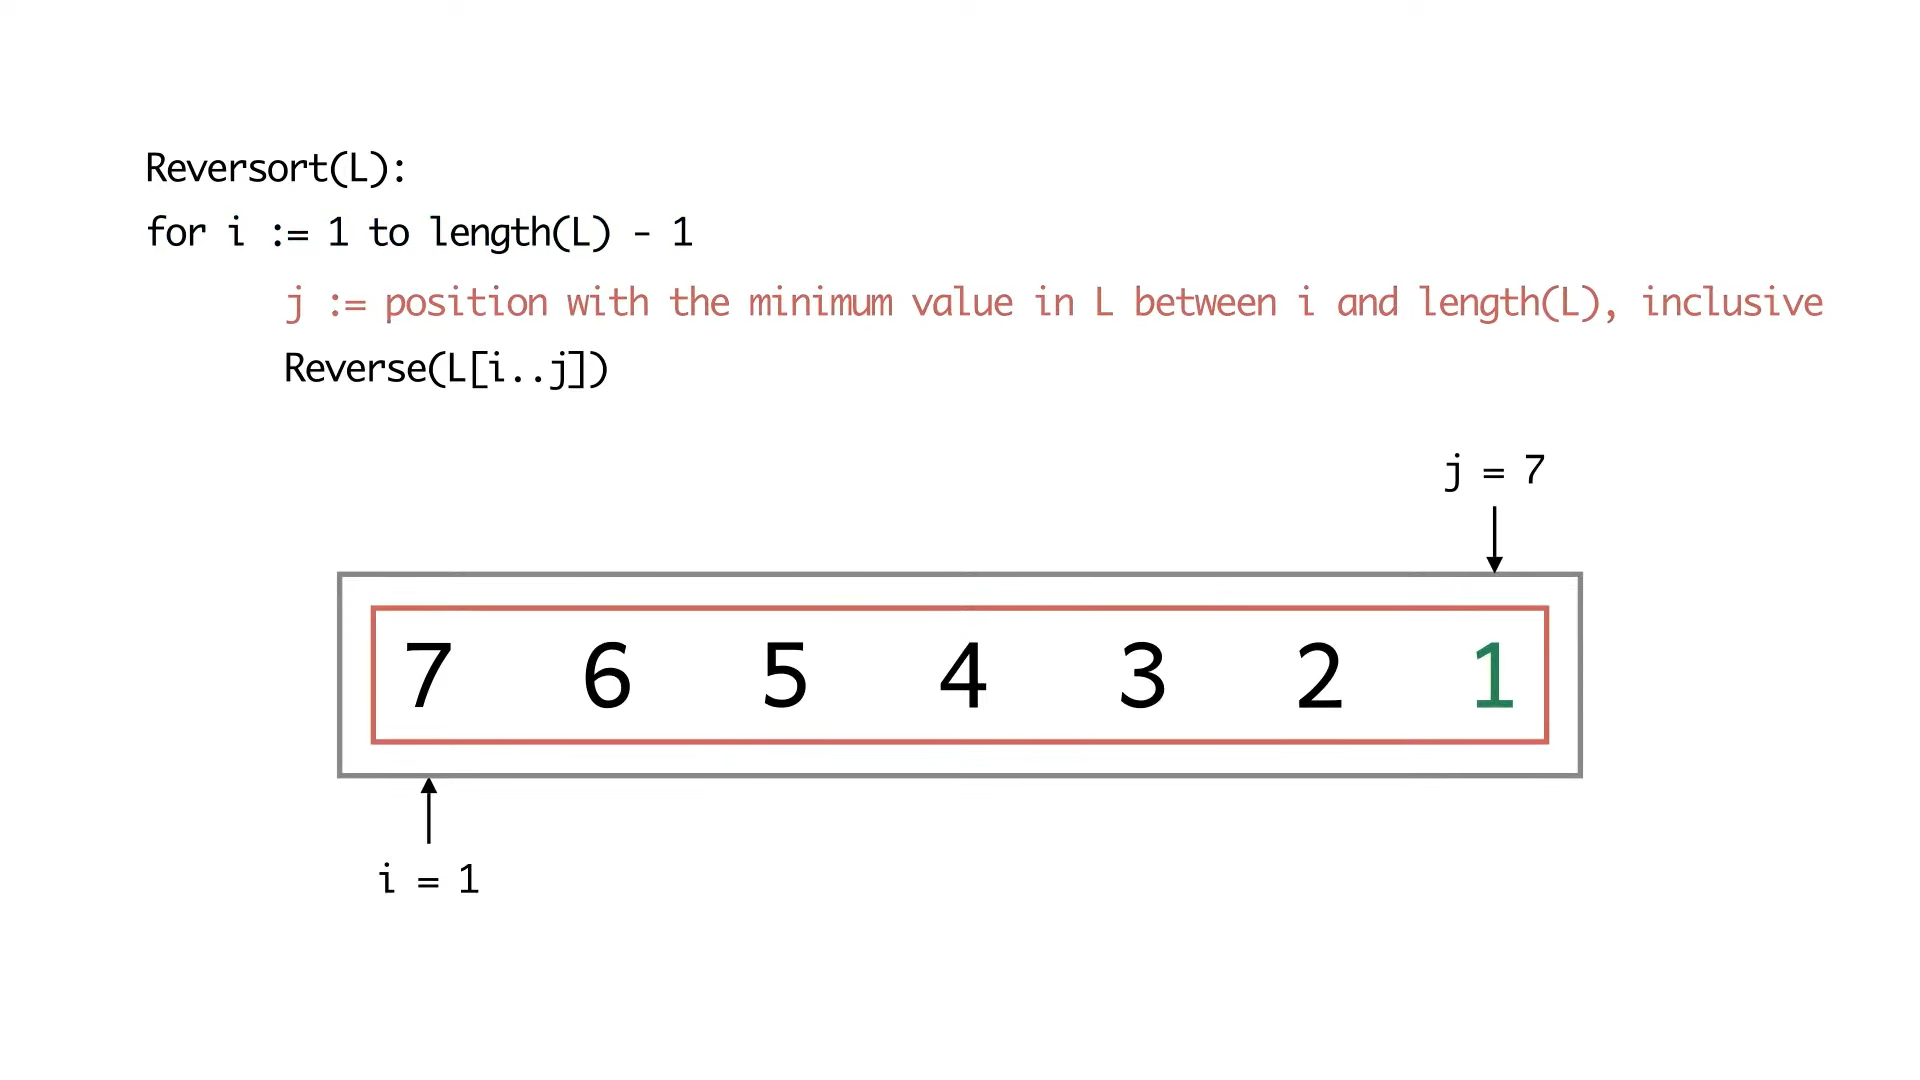 Reversort(L):
for i := 1 to length(L) - 1
j := position with the minimum value in L between i and length(L), inclusive
Reverse(L[i..j])
j = 7
7 6 5 4 3 2 1
i = 1